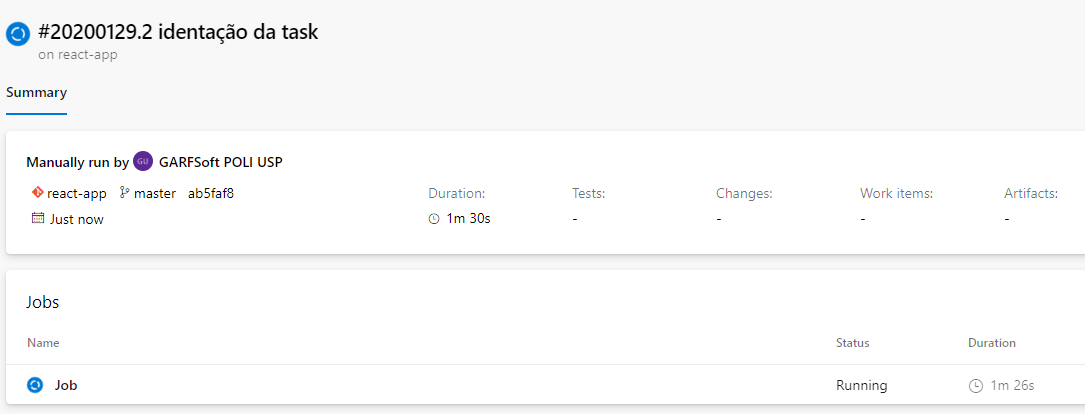 #20200129.2 identação da task
on react-app
Summary
Manually run by GU GARFSoft POLI USP
react-app master ab5faf8 Duration: Tests: Changes: Work items: Artifacts:
Just now 1m 30s - - - -
Jobs
Name Status Duration
Job Running 1m 26s